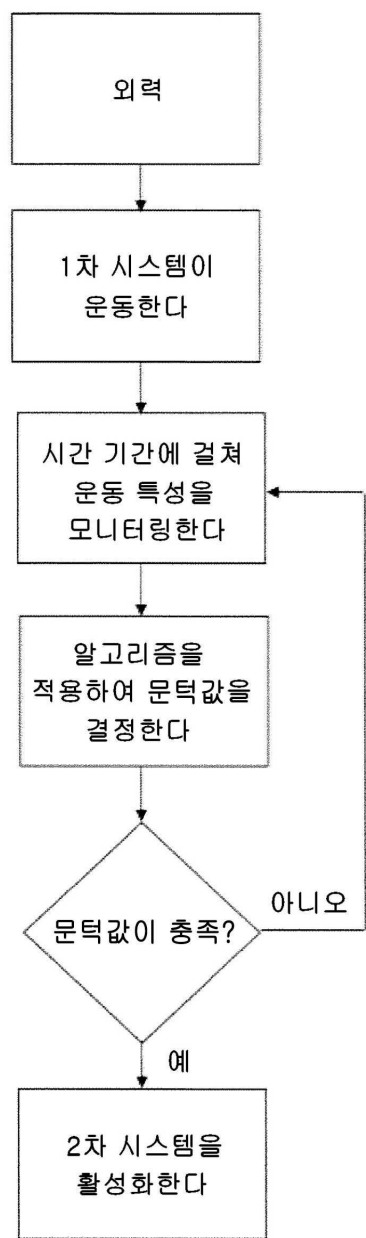 외력
1차 시스템이
운동한다
시간 기간에 걸쳐
운동 특성을
모니터링한다
알고리즘을
적용하여 문턱값을
결정한다
문턱값이 충족?
아니오
예
2차 시스템을
활성화한다